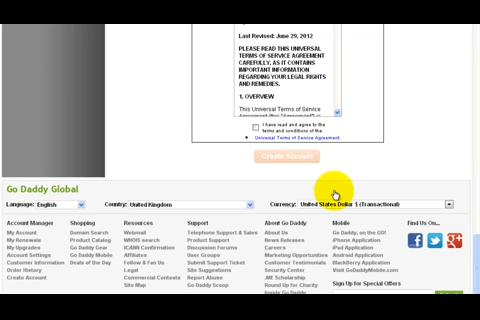 Last Revised: June 29, 2012
PLEASE READ THIS UNIVERSAL
TERMS OF SERVICE AGREEMENT
CAREFULLY, AS IT CONTAINS
IMPORTANT INFORMATION
REGARDING YOUR LEGAL RIGHTS
AND REMEDIES.
1. OVERVIEW
This Universal Terms of Service
Agreement (this "Agreement") is
I have read and agree to the
terms and conditions of the:
Universal Terms of Service Agreement
Create Account
Go Daddy Global
Language: English
Country: United Kingdom
Currency: United States Dollar $ (Transactional)
Account Manager
My Account
My Renewals
My Upgrades
Account Settings
Customer Information
Order History
Create Account
Shopping
Domain Search
Product Catalog
Go Daddy Gear
Go Daddy Mobile
Deals of the Day
Resources
Webmail
WHOIS search
ICANN Confirmation
Affiliates
Follow & Fan Us
Legal
Commercial Contests
Site Map
Support
Telephone Support & Sales
Product Support
Discussion Forums
User Groups
Submit Support Ticket
Site Suggestions
Report Abuse
Go Daddy Scoop
About Go Daddy
About Us
News Releases
Careers
Marketing Opportunities
Customer Testimonials
Security Center
.ME Scholarship
Round Up for Charity
Inside Go Daddy
Mobile
Go Daddy, on the GO!
iPhone Application
iPad Application
Android Application
BlackBerry Application
Visit GoDaddyMobile.com
Sign Up for Special Offers
Find Us On...